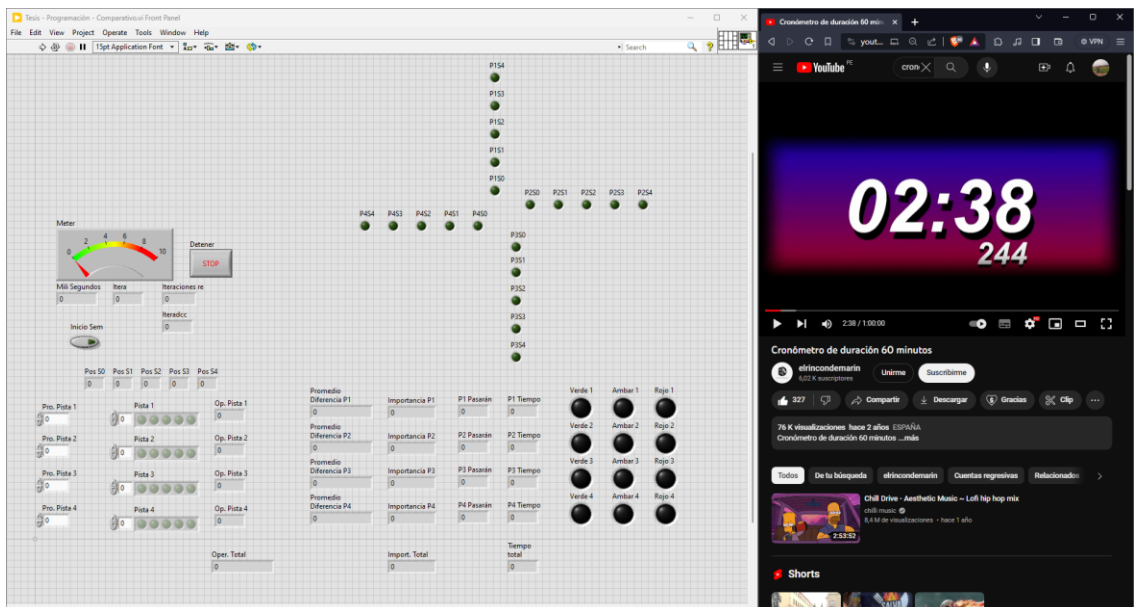 Tesis - Programación - Comparativo.vi Front Panel
File Edit View Project Operate Tools Window Help
15pt Application Font
Search
P1S4
P1S3
P1S2
P1S1
P1S0
P2S0 P2S1 P2S2 P2S3 P2S4
P4S4 P4S3 P4S2 P4S1 P4S0
P3S0
P3S1
P3S2
P3S3
P3S4
Meter
0 2 4 6 8 10
Detener
STOP
Mili Segundos Itera Iteraciones re
0 0 0
Iteradcc
0
Inicio Sem
Pos S0 Pos S1 Pos S2 Pos S3 Pos S4
0 0 0 0 0
Pro. Pista 1 Pista 1 Op. Pista 1
0 0 0
Pro. Pista 2 Pista 2 Op. Pista 2
0 0 0
Pro. Pista 3 Pista 3 Op. Pista 3
0 0 0
Pro. Pista 4 Pista 4 Op. Pista 4
0 0 0
Oper. Total
0
Promedio
Diferencia P1 Importancia P1 P1 Pasarán P1 Tiempo
0 0 0 0
Promedio
Diferencia P2 Importancia P2 P2 Pasarán P2 Tiempo
0 0 0 0
Promedio
Diferencia P3 Importancia P3 P3 Pasarán P3 Tiempo
0 0 0 0
Promedio
Diferencia P4 Importancia P4 P4 Pasarán P4 Tiempo
0 0 0 0
Import. Total
0
Tiempo
total
0
Verde 1 Ambar 1 Rojo 1
Verde 2 Ambar 2 Rojo 2
Verde 3 Ambar 3 Rojo 3
Verde 4 Ambar 4 Rojo 4
Cronómetro de duración 60 min
yout...
VPN
YouTube PE
cron
02:38
244
2:38 / 1:00:00
Cronómetro de duración 60 minutos
elrincondemarin
6,02 K suscriptores
Unirme
Suscribirme
327 Compartir Descargar Gracias Clip ...
76 K visualizaciones hace 2 años ESPAÑA
Cronómetro de duración 60 minutos ...más
Todos De tu búsqueda elrincondemarin Cuentas regresivas Relacionados
Chill Drive - Aesthetic Music ~ Lofi hip hop mix
chilli music
8,4 M de visualizaciones • hace 1 año
2:53:52
Shorts